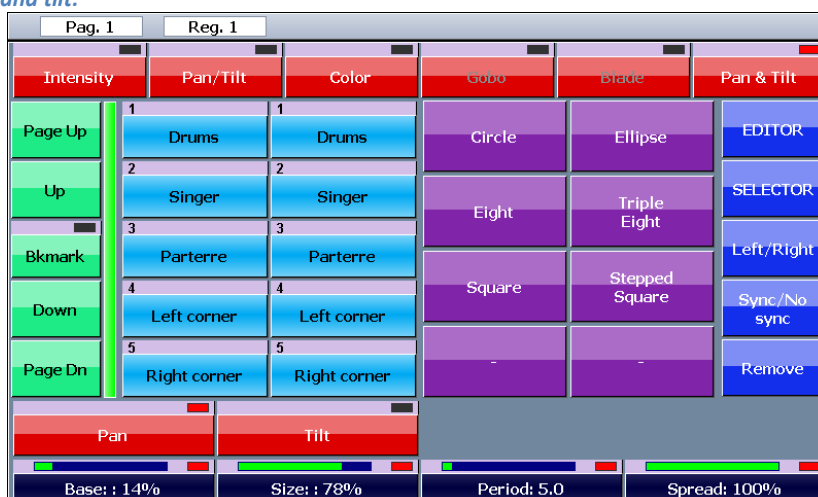 and tilt.
Pag. 1 Reg. 1
Intensity Pan/Tilt Color Gobo Blade Pan & Tilt
Page Up
Up
Bkmark
Down
Page Dn
1 Drums 1 Drums
2 Singer 2 Singer
3 Parterre 3 Parterre
4 Left corner 4 Left corner
5 Right corner 5 Right corner
Circle Ellipse
Eight Triple
Eight
Square Stepped
Square
- -
EDITOR
SELECTOR
Left/Right
Sync/No
sync
Remove
Pan Tilt
Base: : 14% Size: : 78% Period: 5.0 Spread: 100%